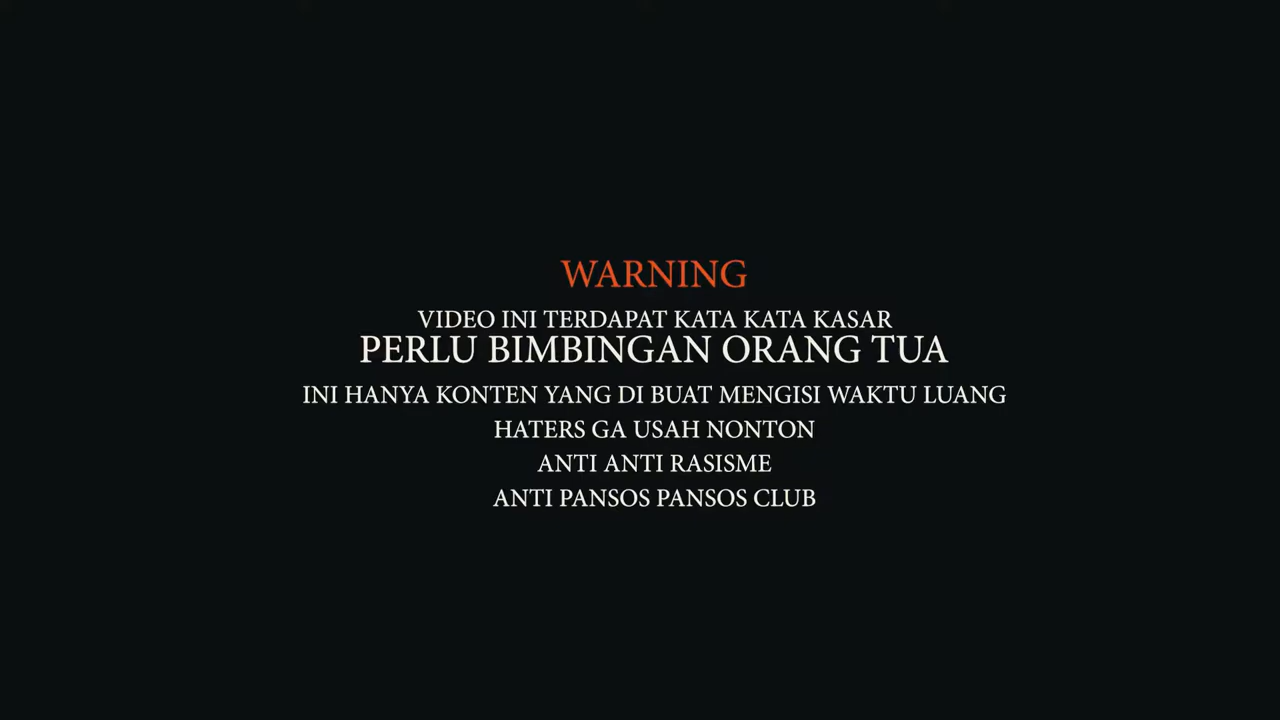 WARNING
VIDEO INI TERDAPAT KATA KATA KASAR
PERLU BIMBINGAN ORANG TUA
INI HANYA KONTEN YANG DI BUAT MENGISI WAKTU LUANG
HATERS GA USAH NONTON
ANTI ANTI RASISME
ANTI PANSOS PANSOS CLUB